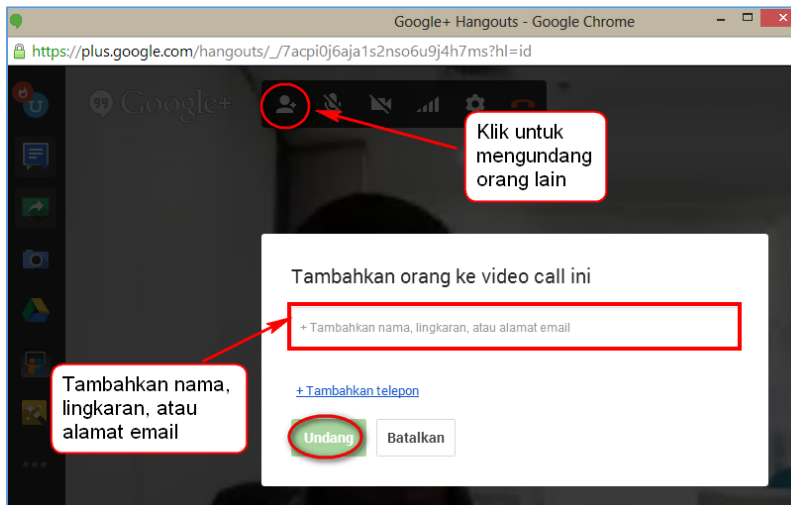 Google+ Hangouts - Google Chrome
https://plus.google.com/hangouts/_/7acpi0j6aja1s2nso6u9j4h7ms?hl=id
Google+
Klik untuk
mengundang
orang lain
Tambahkan orang ke video call ini
+ Tambahkan nama, lingkaran, atau alamat email
Tambahkan nama,
lingkaran, atau
alamat email
+ Tambahkan telepon
Undang
Batalkan